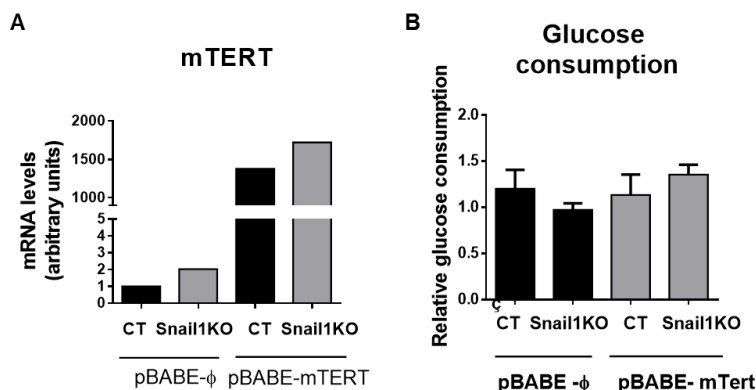 A
mTERT
mRNA levels
(arbitrary units)
2000
1500
1000
5
4
3
2
1
0
CT Snail1KO CT Snail1KO
pBABE-ϕ pBABE-mTERT
B
Glucose
consumption
Relative glucose consumption
2.0
1.5
1.0
0.5
0.0
ç
CT Snail1KO CT Snail1KO
pBABE -ϕ pBABE- mTert